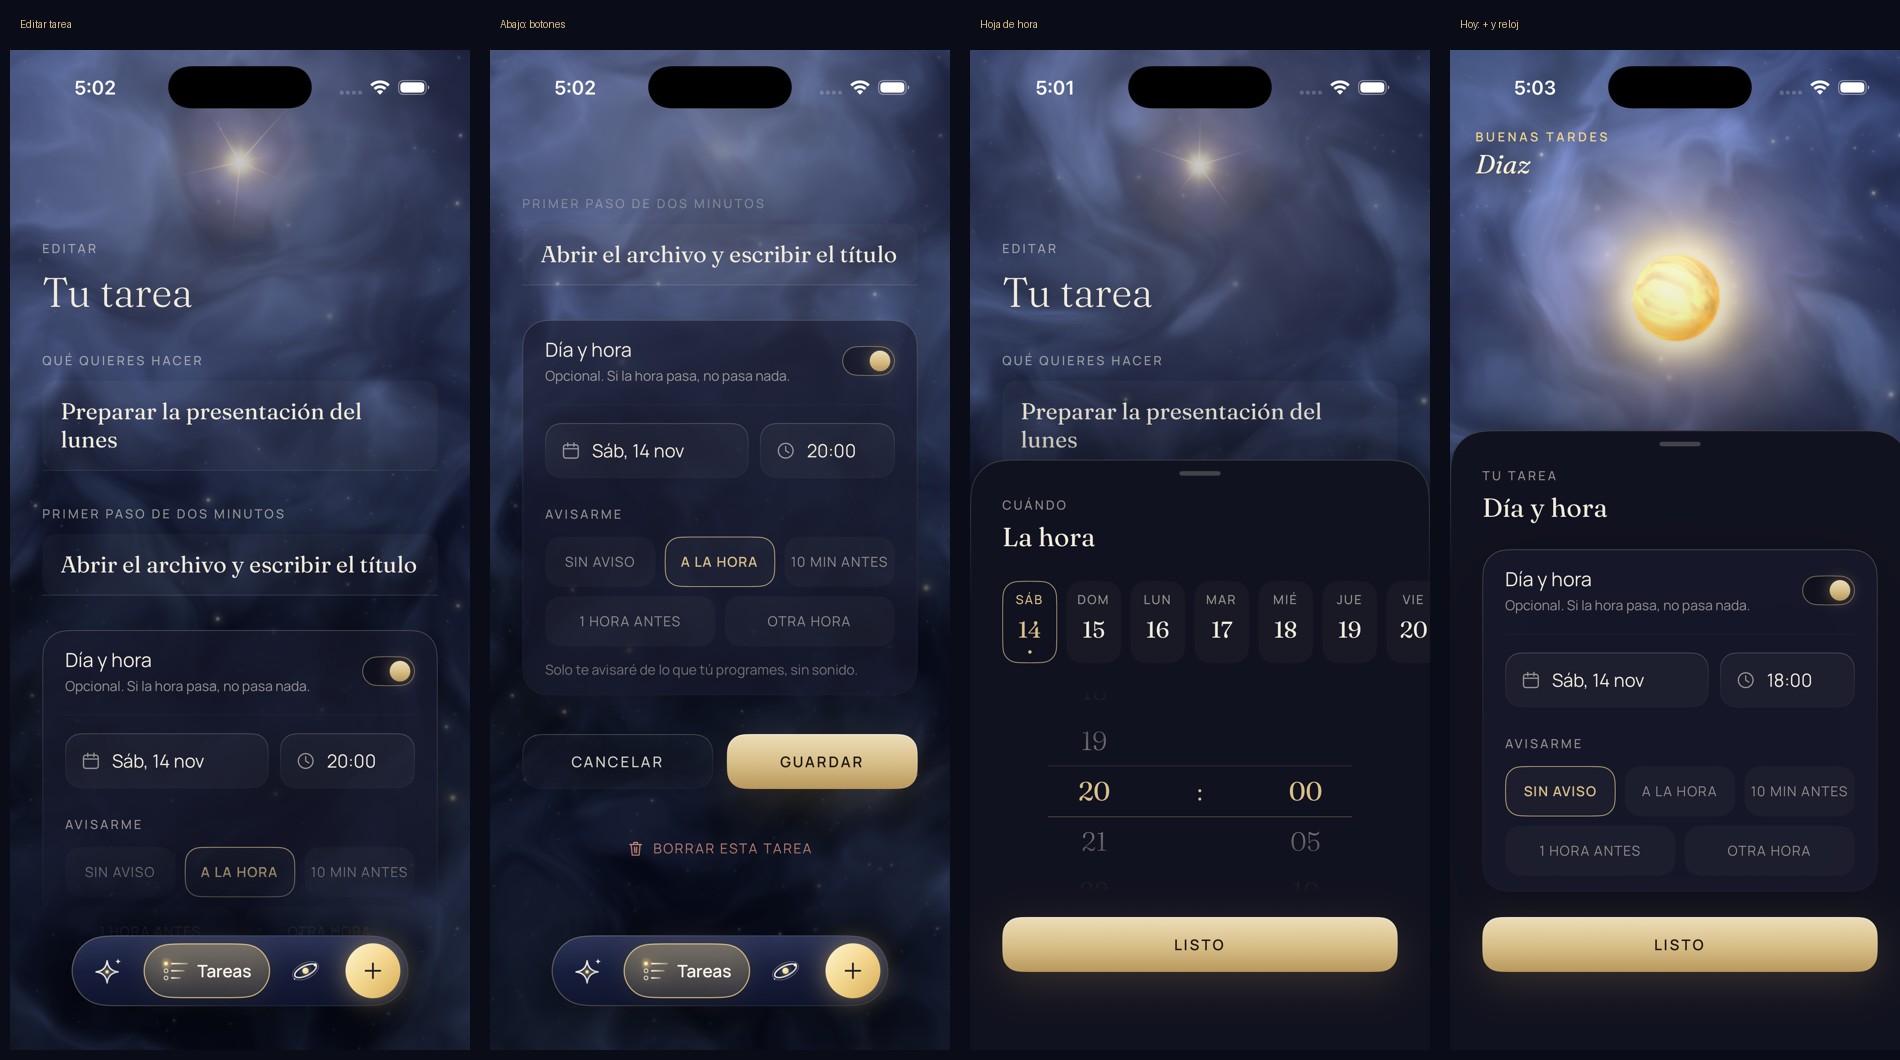 Editar tarea
5:02
EDITAR
Tu tarea
QUÉ QUIERES HACER
Preparar la presentación del
lunes
PRIMER PASO DE DOS MINUTOS
Abrir el archivo y escribir el título
Día y hora
Opcional. Si la hora pasa, no pasa nada.
Sáb, 14 nov
20:00
AVISARME
SIN AVISO
A LA HORA
10 MIN ANTES
1 HORA ANTES
OTRA HORA
Tareas
Abajo: botones
5:02
PRIMER PASO DE DOS MINUTOS
Abrir el archivo y escribir el título
Día y hora
Opcional. Si la hora pasa, no pasa nada.
Sáb, 14 nov
20:00
AVISARME
SIN AVISO
A LA HORA
10 MIN ANTES
1 HORA ANTES
OTRA HORA
Solo te avisaré de lo que tú programes, sin sonido.
CANCELAR
GUARDAR
BORRAR ESTA TAREA
Tareas
Hoja de hora
5:01
EDITAR
Tu tarea
QUÉ QUIERES HACER
Preparar la presentación del
lunes
CUÁNDO
La hora
SÁB
14
DOM
15
LUN
16
MAR
17
MIÉ
18
JUE
19
VIE
20
19
20 : 00
21 05
LISTO
Hoy: + y reloj
5:03
BUENAS TARDES
Diaz
TU TAREA
Día y hora
Día y hora
Opcional. Si la hora pasa, no pasa nada.
Sáb, 14 nov
18:00
AVISARME
SIN AVISO
A LA HORA
10 MIN ANTES
1 HORA ANTES
OTRA HORA
LISTO